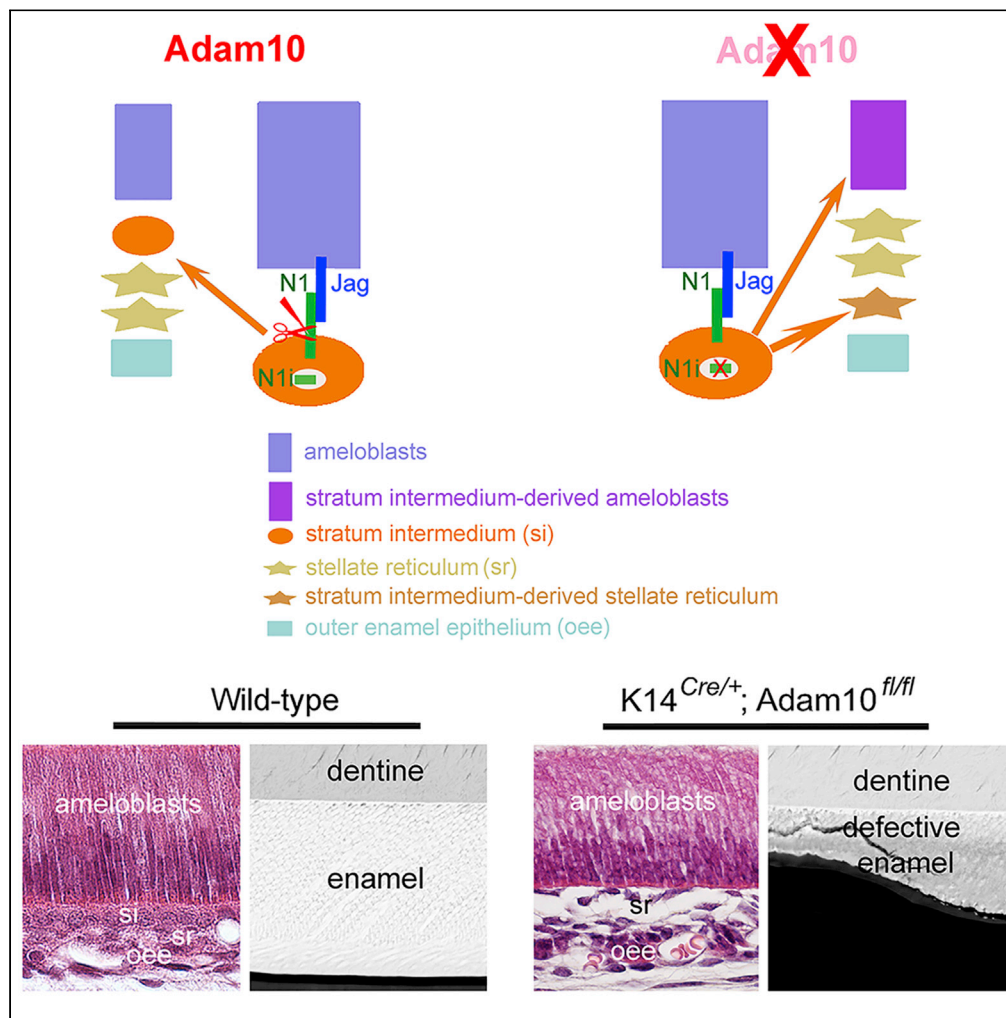 Adam10
Adam10
X
N1
Jag
N1i
N1
Jag
N1i
X
ameloblasts
stratum intermedium-derived ameloblasts
stratum intermedium (si)
stellate reticulum (sr)
stratum intermedium-derived stellate reticulum
outer enamel epithelium (oee)
Wild-type
K14Cre/+; Adam10fl/fl
ameloblasts
si
sr
oee
dentine
enamel
ameloblasts
sr
oee
dentine
defective
enamel